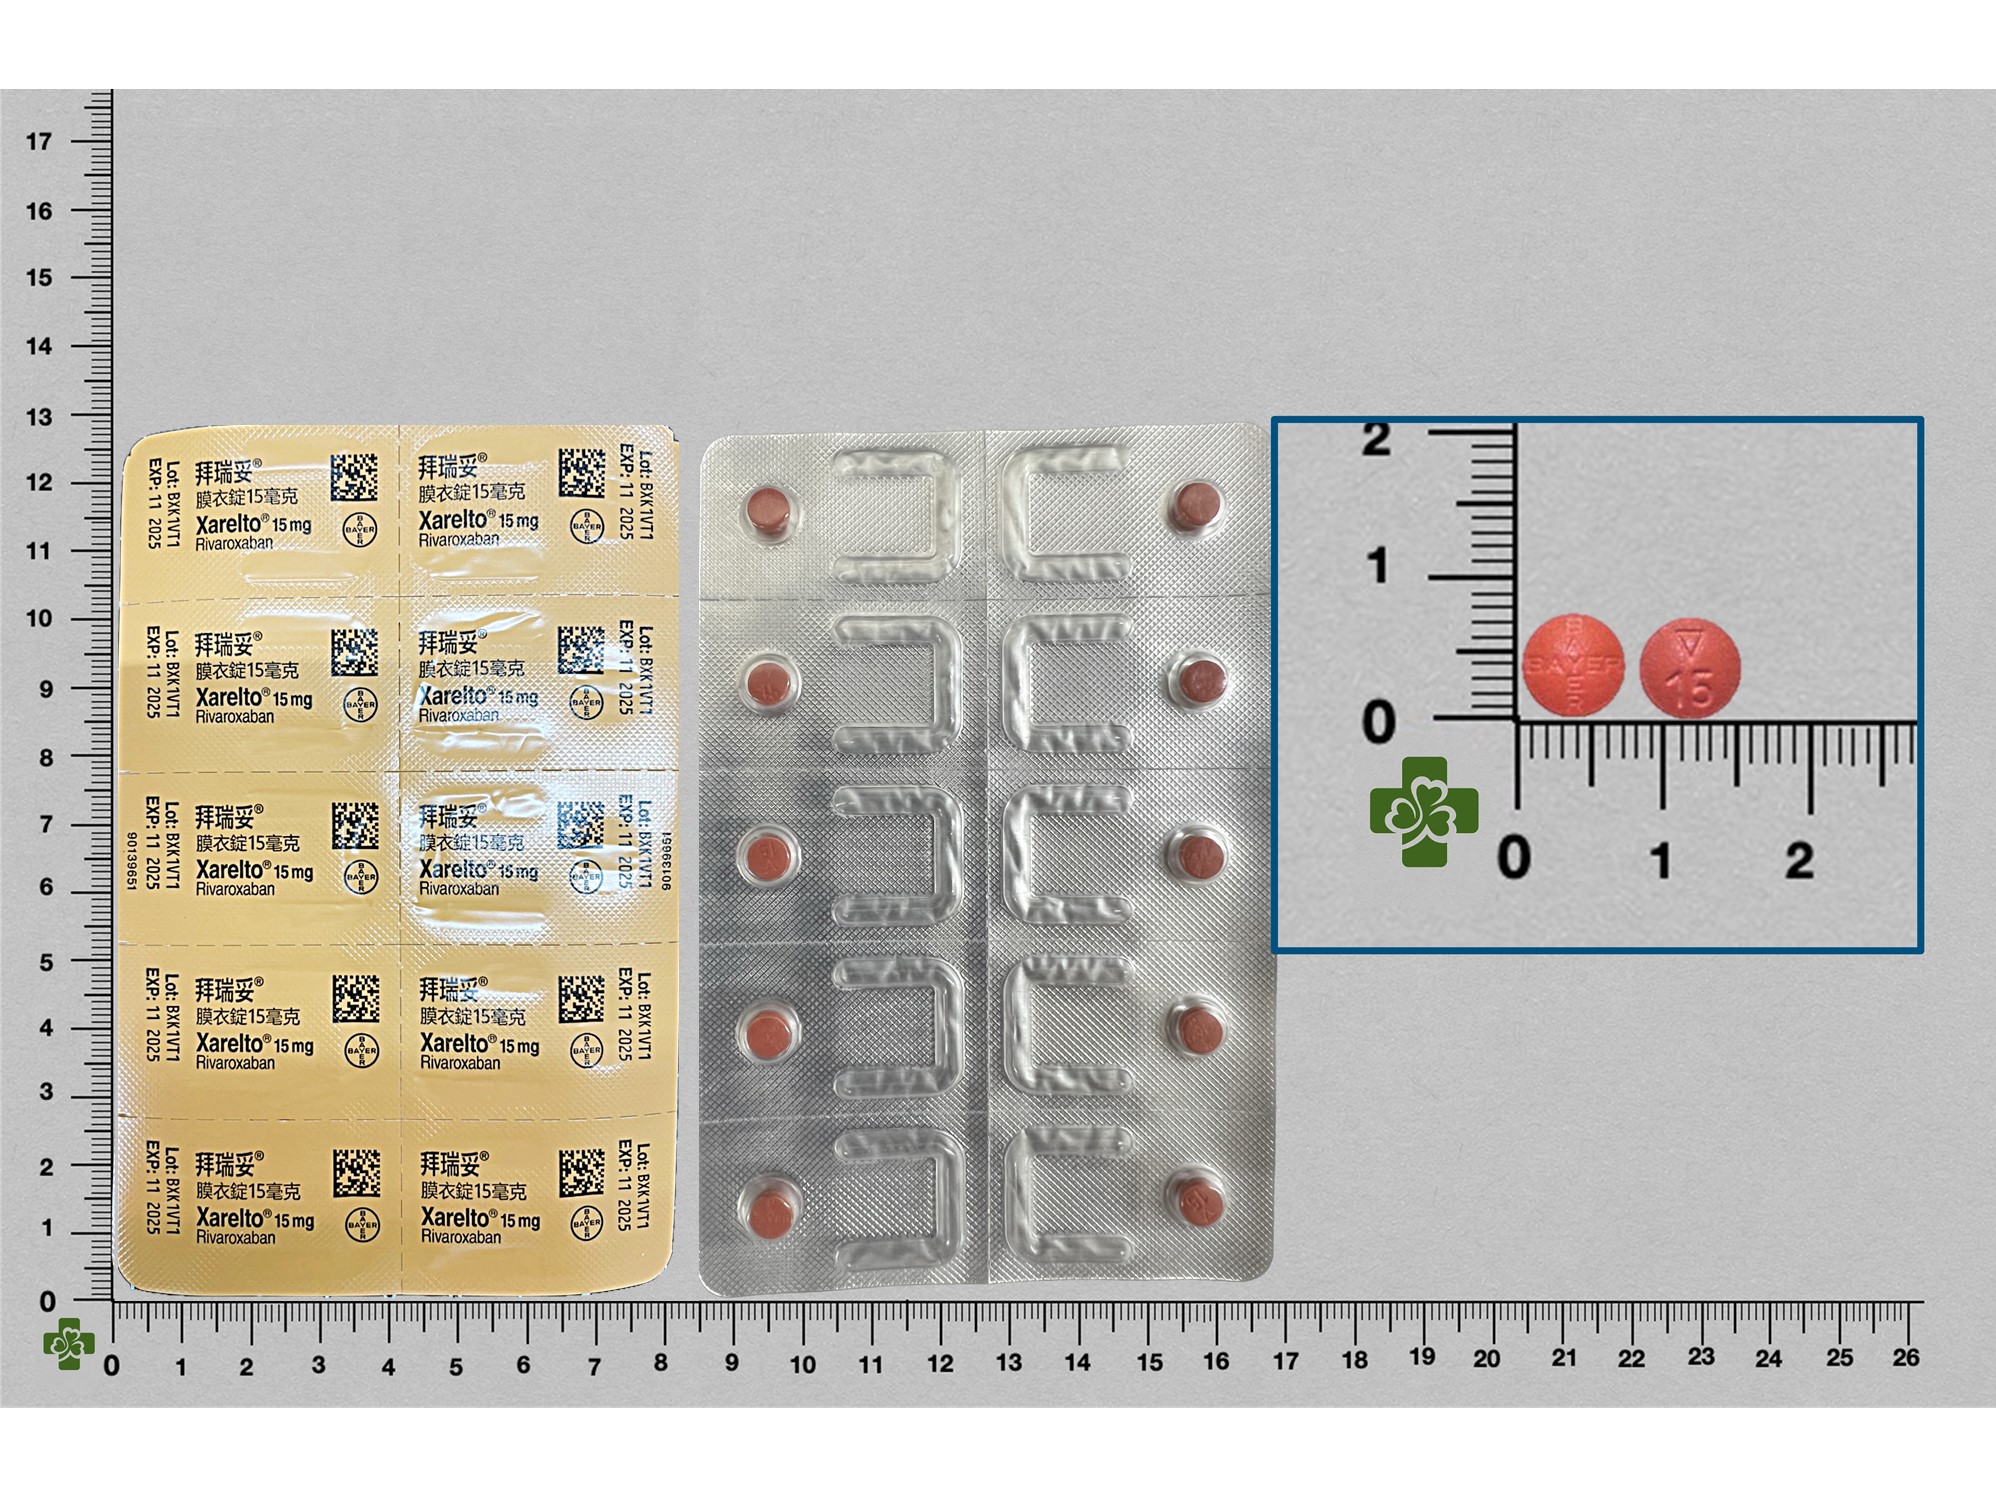 17
16
15
14
13
12
11
10
9
8
7
6
5
4
3
2
1
0
Lot: BXK1VT1
EXP: 11 2025
拜瑞妥®
膜衣錠15毫克
Xarelto® 15 mg
Rivaroxaban
BAYER
BAYER
拜瑞妥®
膜衣錠15毫克
Xarelto® 15 mg
Rivaroxaban
BAYER
BAYER
Lot: BXK1VT1
EXP: 11 2025
Lot: BXK1VT1
EXP: 11 2025
拜瑞妥®
膜衣錠15毫克
Xarelto® 15 mg
Rivaroxaban
BAYER
BAYER
拜瑞妥®
膜衣錠15毫克
Xarelto® 15 mg
Rivaroxaban
BAYER
BAYER
Lot: BXK1VT1
EXP: 11 2025
90139651
Lot: BXK1VT1
EXP: 11 2025
拜瑞妥®
膜衣錠15毫克
Xarelto® 15 mg
Rivaroxaban
BAYER
BAYER
拜瑞妥®
膜衣錠15毫克
Xarelto® 15 mg
Rivaroxaban
BAYER
BAYER
Lot: BXK1VT1
EXP: 11 2025
90139651
Lot: BXK1VT1
EXP: 11 2025
拜瑞妥®
膜衣錠15毫克
Xarelto® 15 mg
Rivaroxaban
BAYER
BAYER
拜瑞妥®
膜衣錠15毫克
Xarelto® 15 mg
Rivaroxaban
BAYER
BAYER
Lot: BXK1VT1
EXP: 11 2025
Lot: BXK1VT1
EXP: 11 2025
拜瑞妥®
膜衣錠15毫克
Xarelto® 15 mg
Rivaroxaban
BAYER
BAYER
拜瑞妥®
膜衣錠15毫克
Xarelto® 15 mg
Rivaroxaban
BAYER
BAYER
Lot: BXK1VT1
EXP: 11 2025
2
1
0
BAYER
BAYER
15
0 1 2
0 1 2 3 4 5 6 7 8 9 10 11 12 13 14 15 16 17 18 19 20 21 22 23 24 25 26